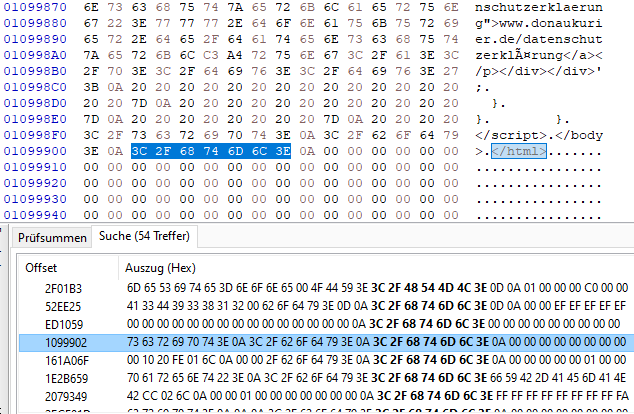 01099870 6E 73 63 68 75 74 7A 65 72 6B 6C 61 65 72 75 6E nschutzerklaerun
01099880 67 22 3E 77 77 77 2E 64 6F 6E 61 75 6B 75 72 69 g">www.donaukuri
01099890 65 72 2E 64 65 2F 64 61 74 65 6E 73 63 68 75 74 er.de/datenschut
010998A0 7A 65 72 6B 6C C3 A4 72 75 6E 67 3C 2F 61 3E 3C zerklÃ¤rung</a><
010998B0 2F 70 3E 3C 2F 64 69 76 3E 3C 2F 64 69 76 3E 27 /p></div></div>'
010998C0 3B 0A 20 20 20 20 20 20 20 20 20 20 20 20 20 20 ;.
010998D0 20 20 7D 0A 20 20 20 20 20 20 20 20 20 20 20 20 }.
010998E0 7D 0A 20 20 20 20 20 20 20 20 7D 0A 20 20 20 20 }. }.
010998F0 3C 2F 73 63 72 69 70 74 3E 0A 3C 2F 62 6F 64 79 </script>.</body
01099900 3E 0A 3C 2F 68 74 6D 6C 3E 0A 00 00 00 00 00 00 >.</html>.......
01099910 00 00 00 00 00 00 00 00 00 00 00 00 00 00 00 00 ................
01099920 00 00 00 00 00 00 00 00 00 00 00 00 00 00 00 00 ................
01099930 00 00 00 00 00 00 00 00 00 00 00 00 00 00 00 00 ................
01099940 00 00 00 00 00 00 00 00 00 00 00 00 00 00 00 00 ................
Prüfsummen Suche (54 Treffer)
Offset Auszug (Hex)
2F01B3 6D 65 53 69 74 65 3D 6E 6F 6E 65 00 4F 44 59 3E 3C 2F 48 54 4D 4C 3E 0D 0A 01 00 00 00 C0 00 00
52EE25 41 33 44 39 33 38 31 32 00 62 6F 64 79 3E 0D 0A 3C 2F 68 74 6D 6C 3E 0D 0A 00 EF EF EF EF EF EF
ED1059 00 00 00 00 00 00 00 00 00 00 00 00 00 00 00 0A 3C 2F 68 74 6D 6C 3E 00 00 00 00 00 00 00 00 00
1099902 73 63 72 69 70 74 3E 0A 3C 2F 62 6F 64 79 3E 0A 3C 2F 68 74 6D 6C 3E 0A 00 00 00 00 00 00 00 00
161A06F 00 10 20 FE 01 6C 0A 00 00 2F 62 6F 64 79 3E 0A 3C 2F 68 74 6D 6C 3E 0A 00 00 00 00 00 00 01 00 00
1E2B659 70 61 72 65 6E 74 22 3E 0A 3C 2F 62 6F 64 79 3E 3C 2F 68 74 6D 6C 3E 66 59 42 2D 41 45 6D 41 4E
2079349 42 CC 02 6C 0A 00 00 01 00 00 00 00 00 00 00 0A 3C 2F 68 74 6D 6C 3E FF FF FF FF FF FF FF FF FA